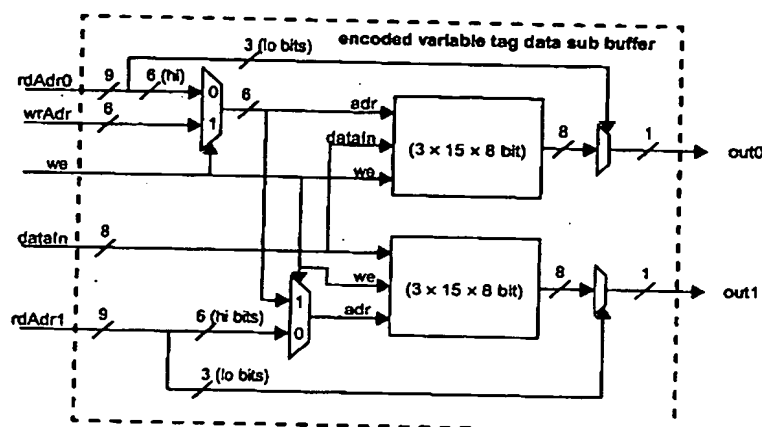 encoded variable tag data sub buffer
3 (lo bits)
rdAdr0 9 6 (hi) 0 6 adr
wrAdr 6 1 dataIn (3 × 15 × 8 bit) 8 1 out0
we we
dataIn 8
we (3 × 15 × 8 bit) 8 1 out1
1 adr
rdAdr1 9 6 (hi bits) 0
3 (lo bits)